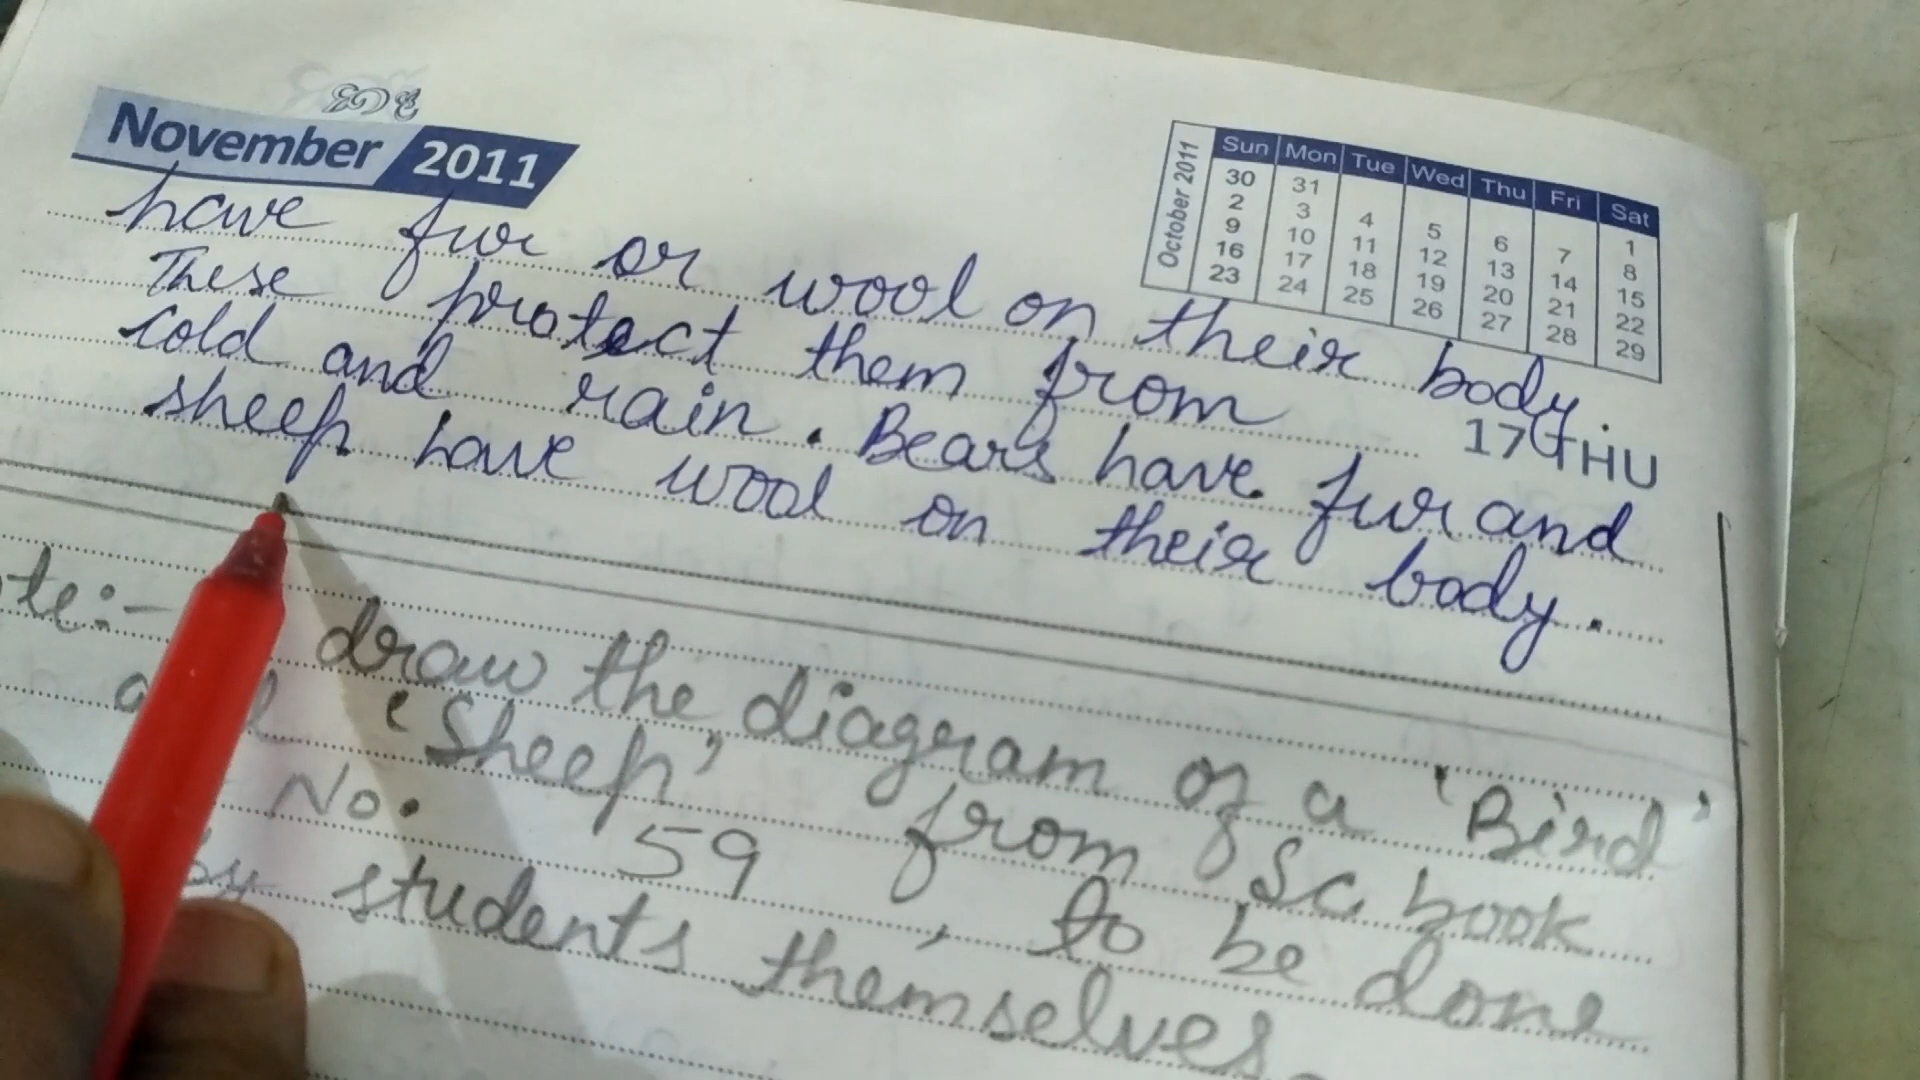 November 2011
October 2011
Sun Mon Tue Wed Thu Fri Sat
30 31 1
2 3 4 5 6 7 8
9 10 11 12 13 14 15
16 17 18 19 20 21 22
23 24 25 26 27 28 29
17 THU
have fur or wool on their body.
These protect them from
cold and rain. Bears have fur and
sheep have wool on their body.
draw the diagram of a 'Bird'
'Sheep' from Sc. book
No. 59, to be done
by students themselves